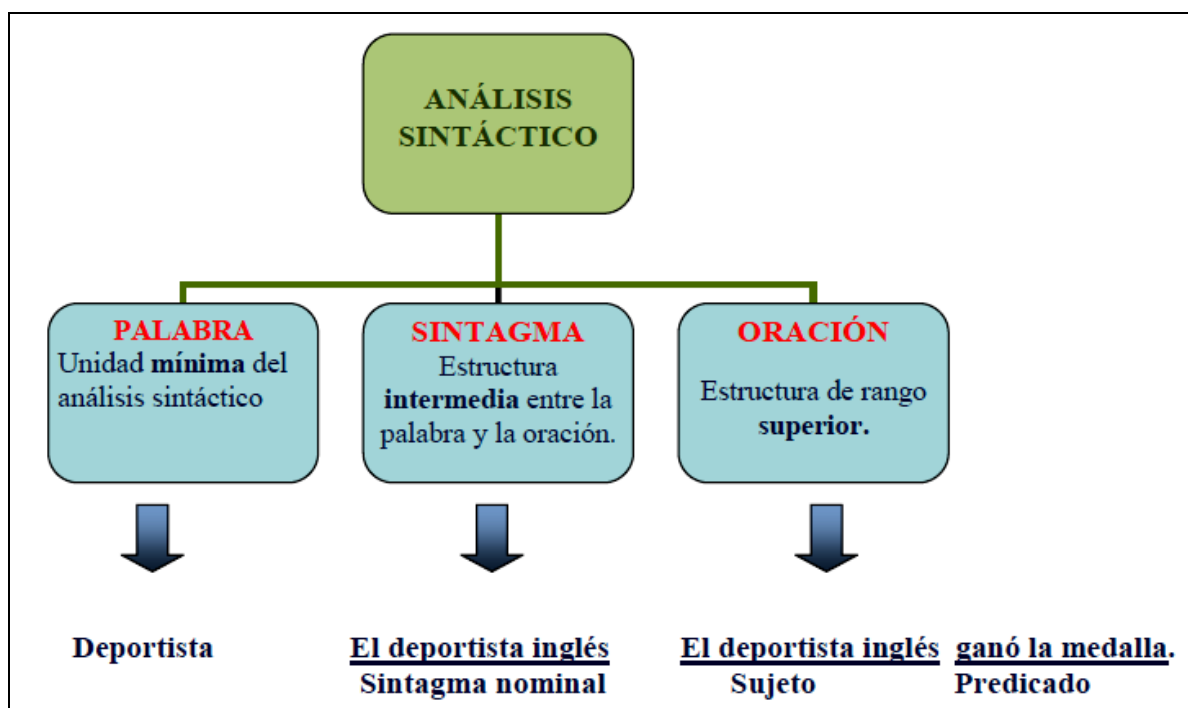 ANÁLISIS
SINTÁCTICO
PALABRA
Unidad mínima del
análisis sintáctico
SINTAGMA
Estructura
intermedia entre la
palabra y la oración.
ORACIÓN
Estructura de rango
superior.
Deportista
El deportista inglés
Sintagma nominal
El deportista inglés ganó la medalla.
Sujeto Predicado